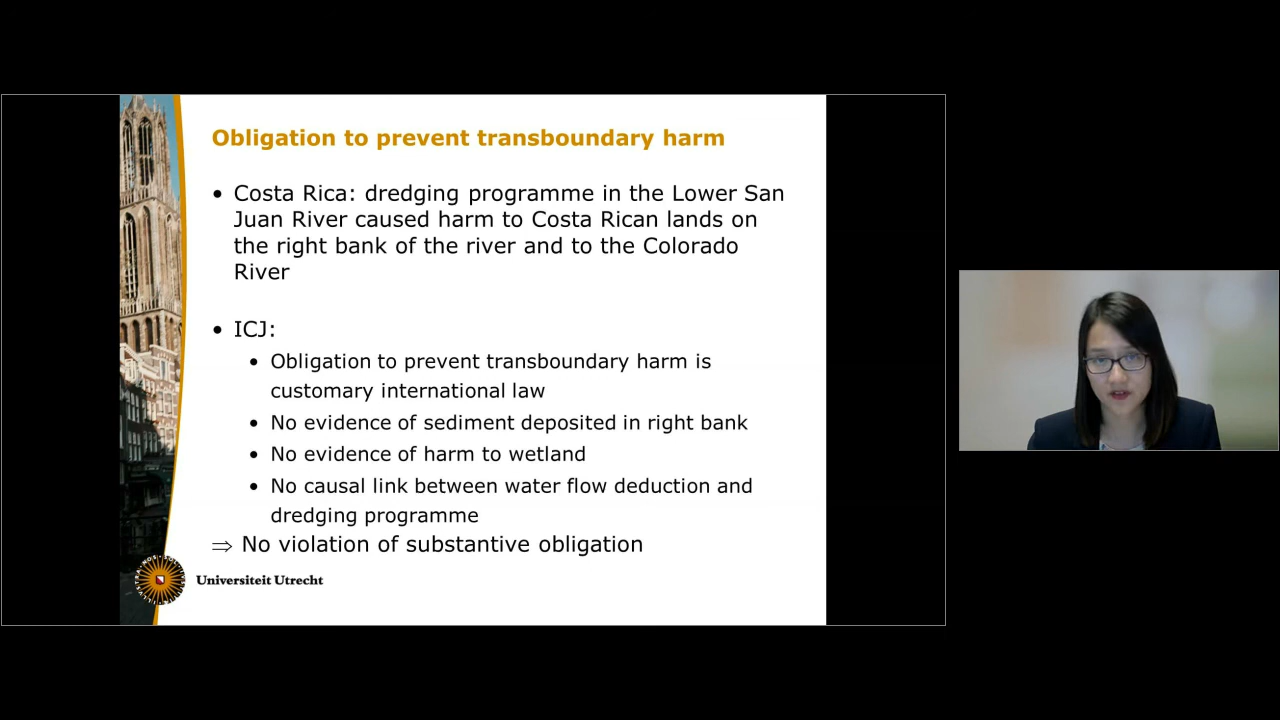 Obligation to prevent transboundary harm
• Costa Rica: dredging programme in the Lower San
Juan River caused harm to Costa Rican lands on
the right bank of the river and to the Colorado
River
• ICJ:
• Obligation to prevent transboundary harm is
customary international law
• No evidence of sediment deposited in right bank
• No evidence of harm to wetland
• No causal link between water flow deduction and
dredging programme
⇒ No violation of substantive obligation
Universiteit Utrecht